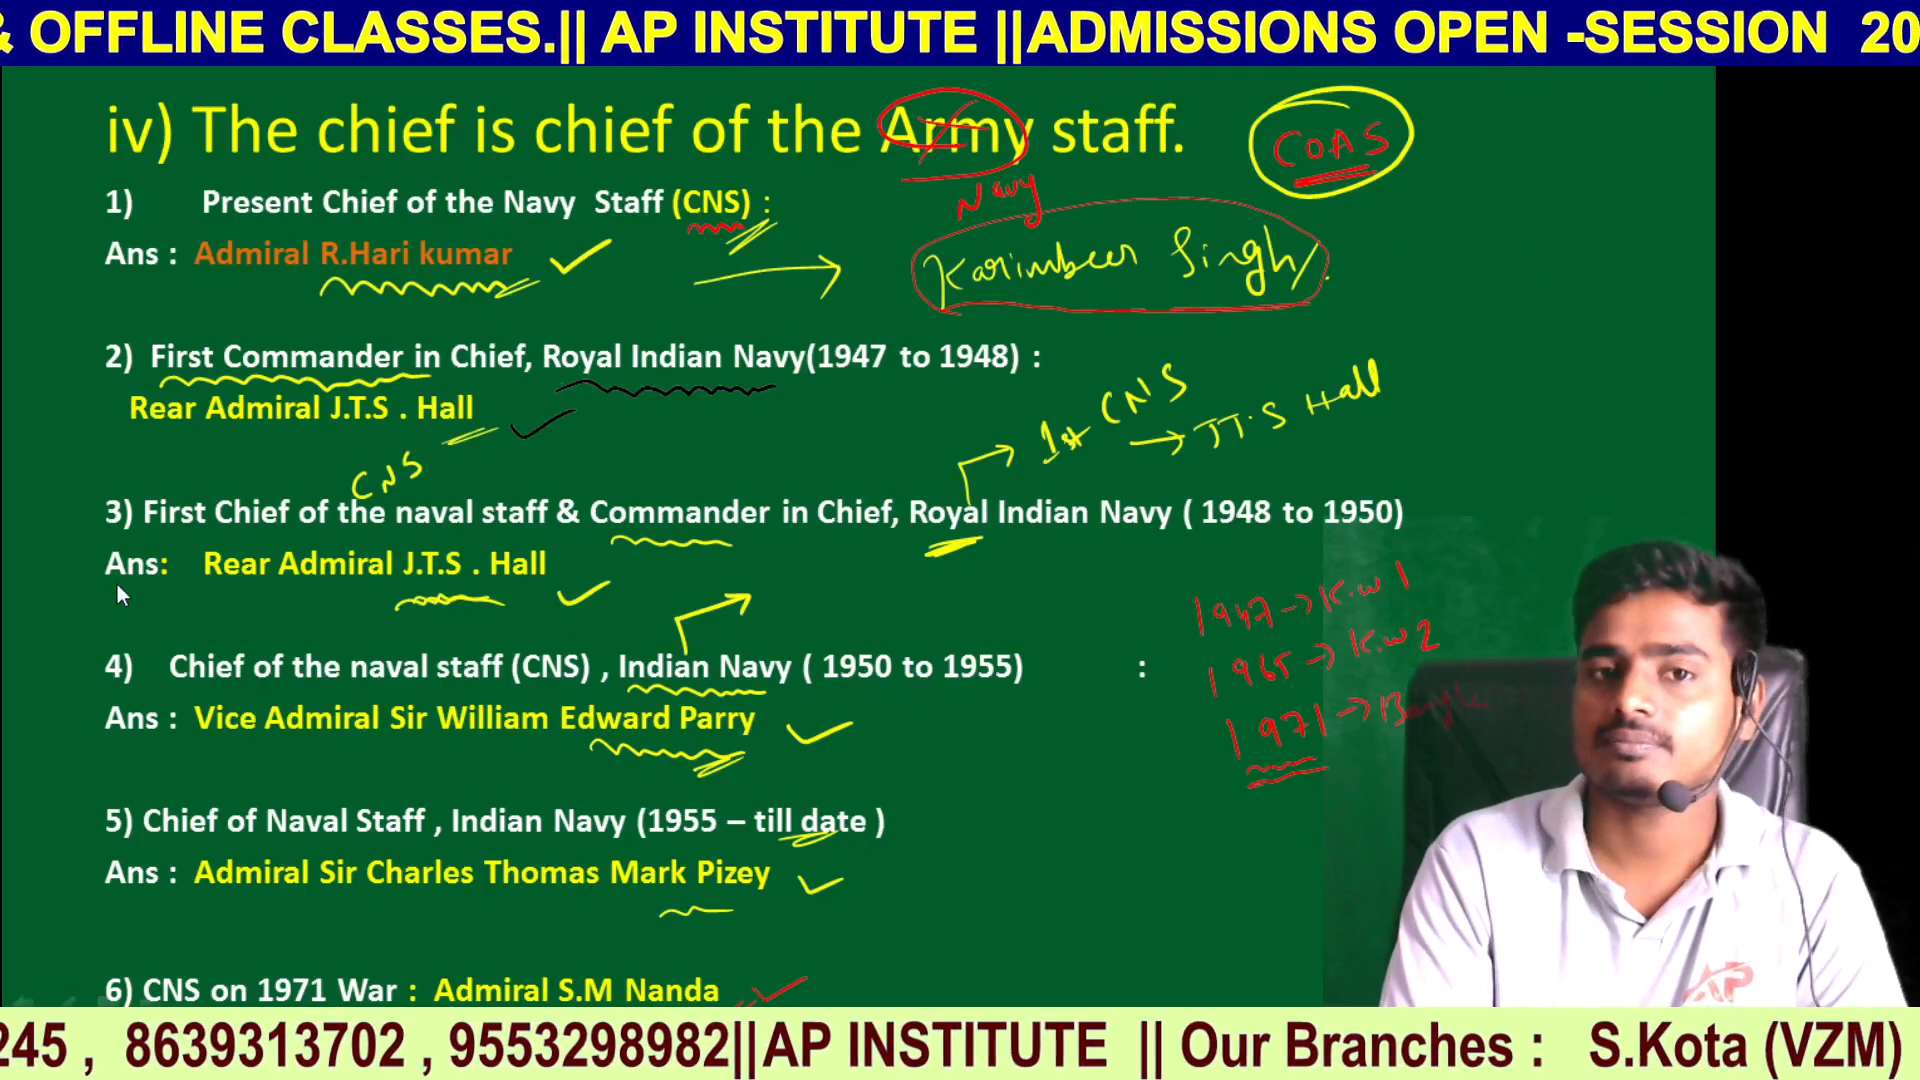 & OFFLINE CLASSES.|| AP INSTITUTE ||ADMISSIONS OPEN -SESSION 20
iv) The chief is chief of the Army staff.
COAS
Navy
1) Present Chief of the Navy Staff (CNS) :
Ans : Admiral R.Hari kumar
Karimbeer Singh
2) First Commander in Chief, Royal Indian Navy(1947 to 1948) :
Rear Admiral J.T.S . Hall
1st CNS
→ JT.S Hall
CNS
3) First Chief of the naval staff & Commander in Chief, Royal Indian Navy ( 1948 to 1950)
Ans: Rear Admiral J.T.S . Hall
1947 → K.W 1
1965 → K.W 2
1971 → Bangla
4) Chief of the naval staff (CNS) , Indian Navy ( 1950 to 1955) :
Ans : Vice Admiral Sir William Edward Parry
5) Chief of Naval Staff , Indian Navy (1955 – till date )
Ans : Admiral Sir Charles Thomas Mark Pizey
6) CNS on 1971 War : Admiral S.M Nanda
AP
245 , 8639313702 , 9553298982||AP INSTITUTE || Our Branches : S.Kota (VZM)